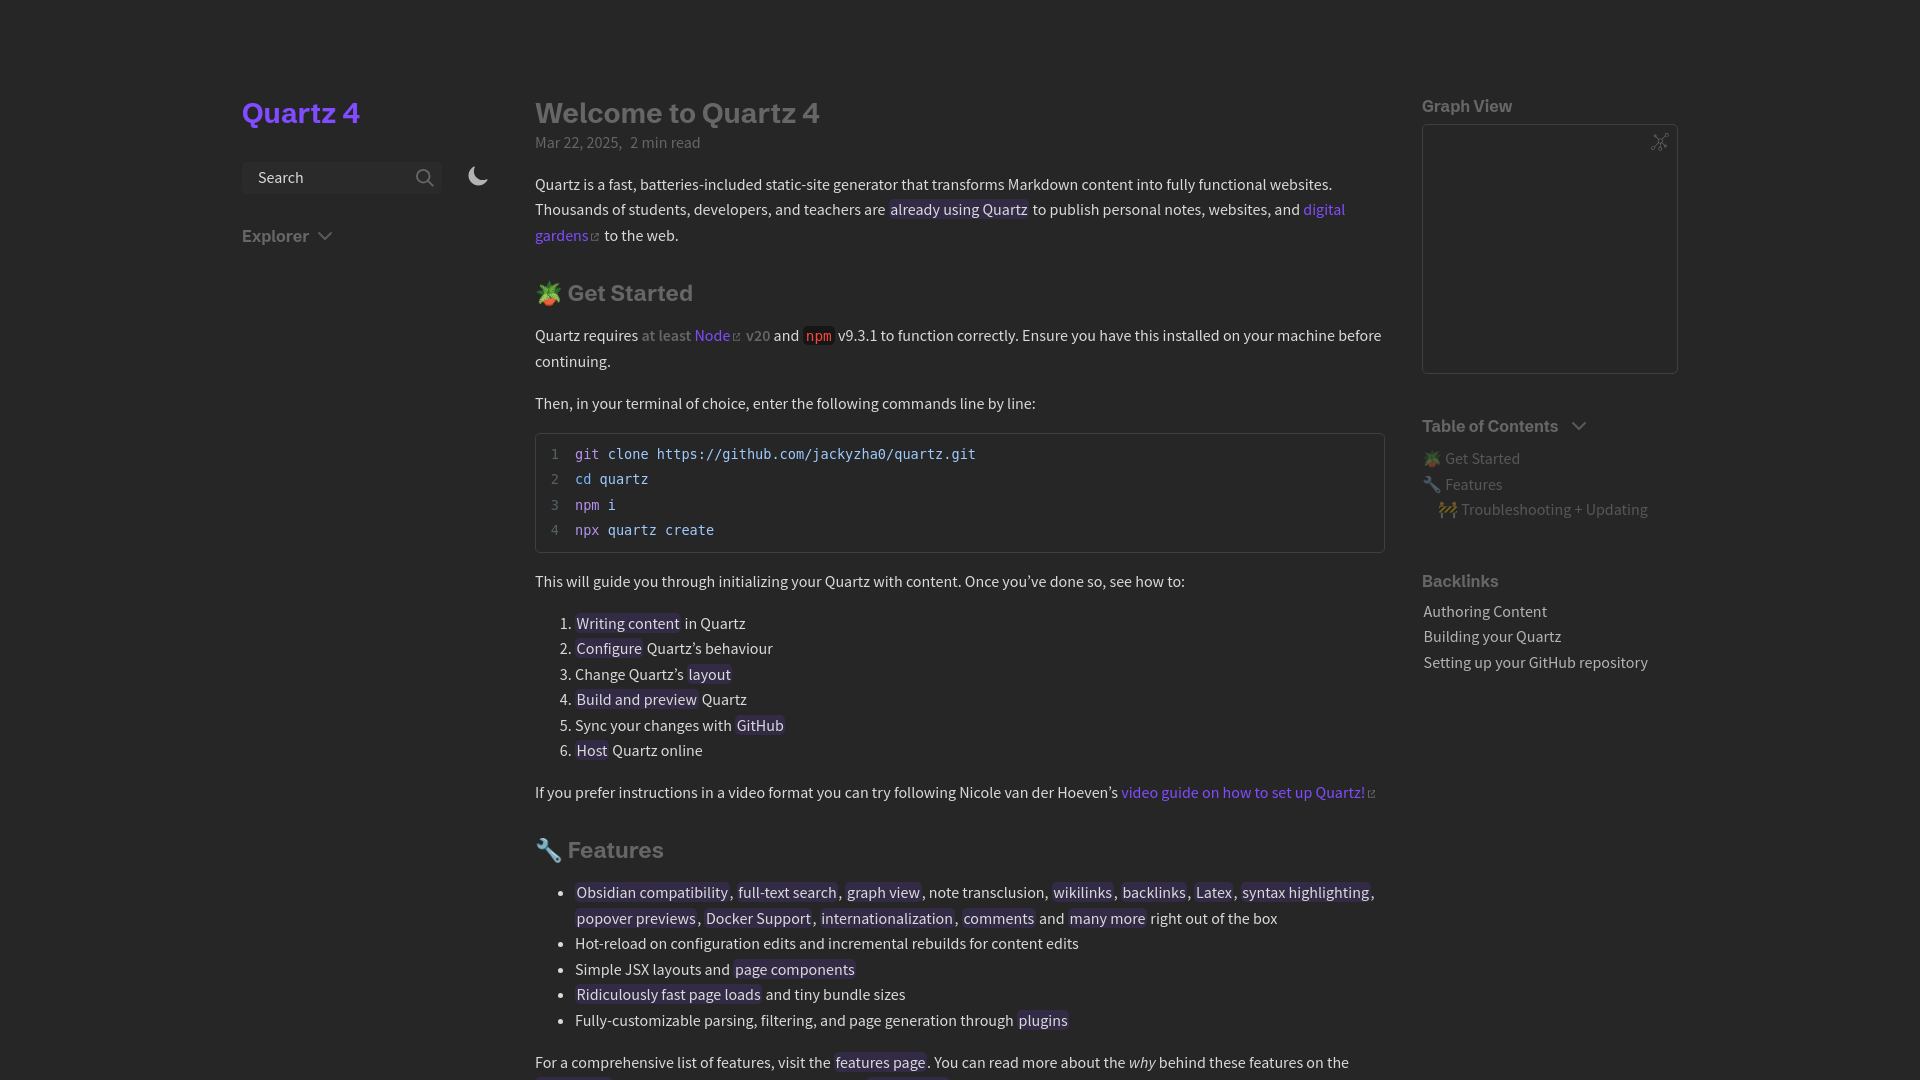 Quartz 4
Search
Explorer
Welcome to Quartz 4
Mar 22, 2025, 2 min read
Quartz is a fast, batteries-included static-site generator that transforms Markdown content into fully functional websites.
Thousands of students, developers, and teachers are already using Quartz to publish personal notes, websites, and digital
gardens to the web.
🪴 Get Started
Quartz requires at least Node v20 and npm v9.3.1 to function correctly. Ensure you have this installed on your machine before
continuing.
Then, in your terminal of choice, enter the following commands line by line:
1 git clone https://github.com/jackyzha0/quartz.git
2 cd quartz
3 npm i
4 npx quartz create
This will guide you through initializing your Quartz with content. Once you’ve done so, see how to:
1. Writing content in Quartz
2. Configure Quartz’s behaviour
3. Change Quartz’s layout
4. Build and preview Quartz
5. Sync your changes with GitHub
6. Host Quartz online
If you prefer instructions in a video format you can try following Nicole van der Hoeven’s video guide on how to set up Quartz!
🔧 Features
• Obsidian compatibility, full-text search, graph view, note transclusion, wikilinks, backlinks, Latex, syntax highlighting,
popover previews, Docker Support, internationalization, comments and many more right out of the box
• Hot-reload on configuration edits and incremental rebuilds for content edits
• Simple JSX layouts and page components
• Ridiculously fast page loads and tiny bundle sizes
• Fully-customizable parsing, filtering, and page generation through plugins
For a comprehensive list of features, visit the features page. You can read more about the why behind these features on the
Graph View
Table of Contents
🪴 Get Started
🔧 Features
🚧 Troubleshooting + Updating
Backlinks
Authoring Content
Building your Quartz
Setting up your GitHub repository